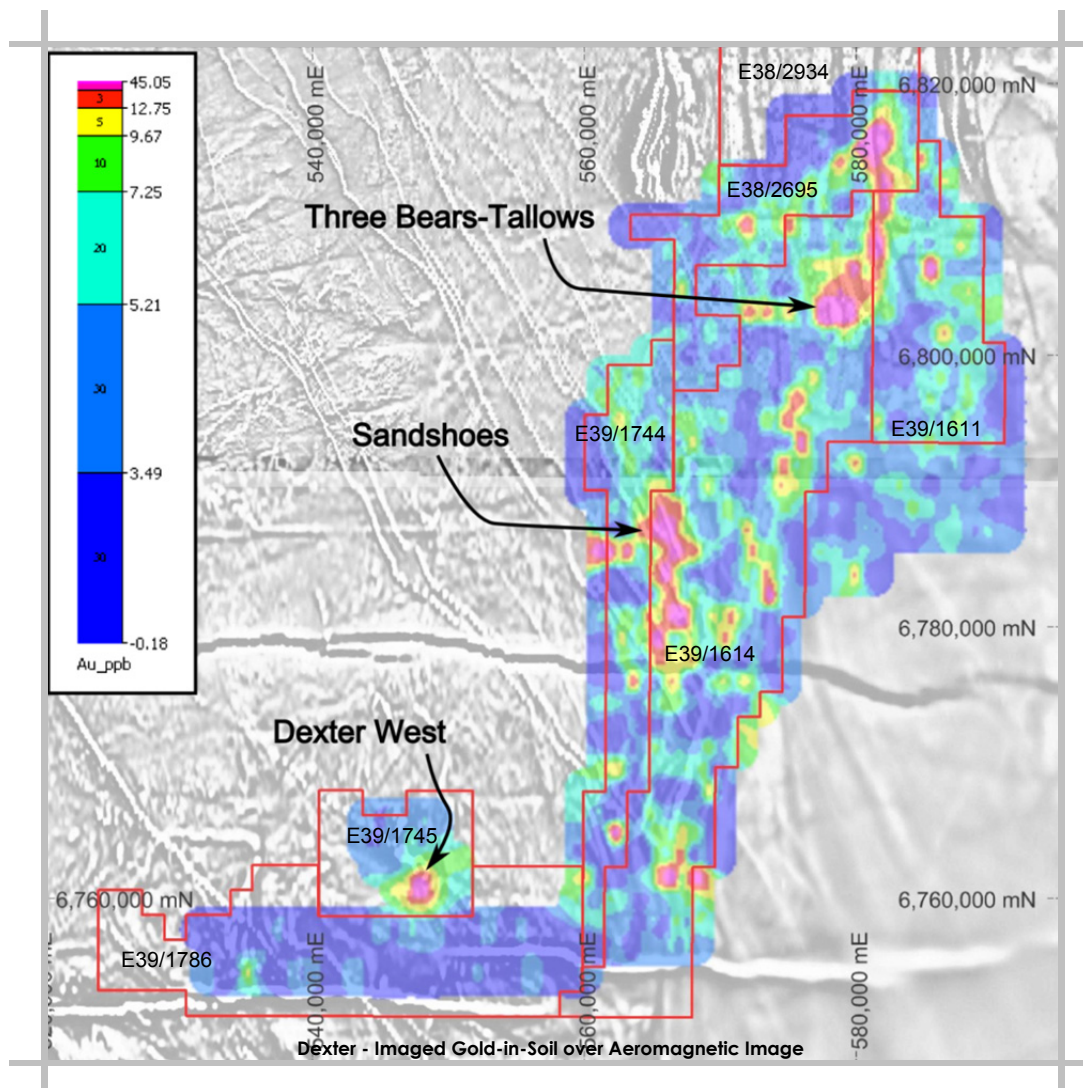 E38/2934
6,820,000 mN
45.05
3
12.75
5
9.67
10
7.25
20
5.21
30
3.49
30
-0.18
Au_ppb
540,000 mE
560,000 mE
580,000 mE
E38/2695
Three Bears-Tallows
6,800,000 mN
E39/1744
E39/1611
Sandshoes
6,780,000 mN
E39/1614
Dexter West
E39/1745
6,760,000 mN
6,760,000 mN
E39/1786
540,000 mE
560,000 mE
580,000 mE
Dexter - Imaged Gold-in-Soil over Aeromagnetic Image